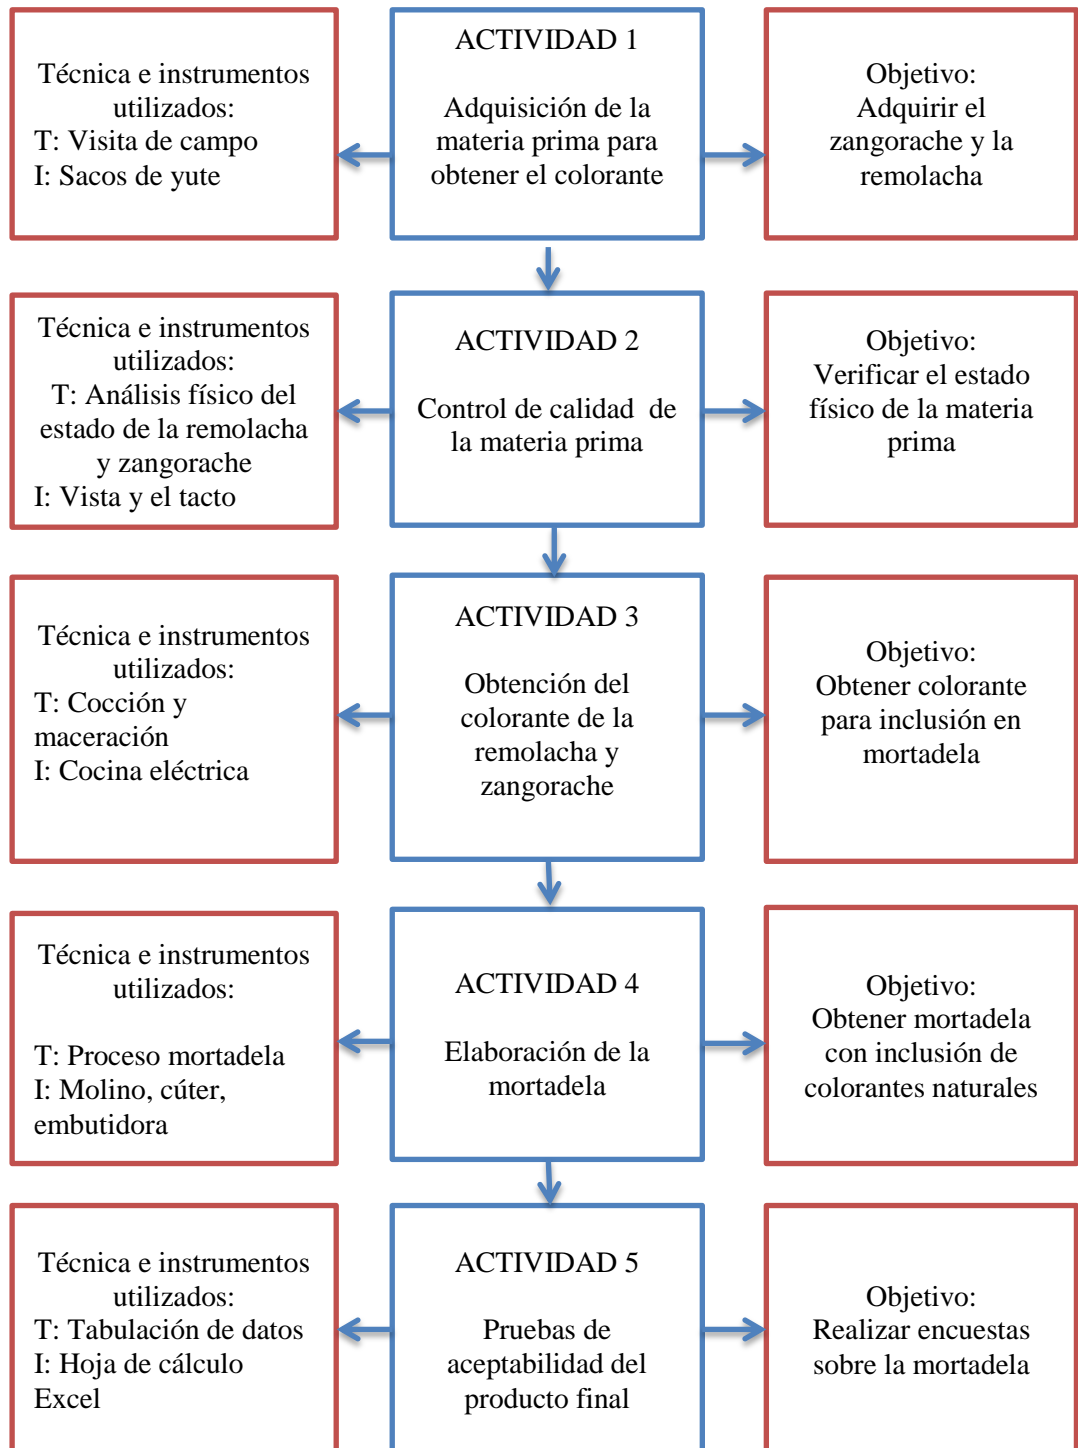 Técnica e instrumentos
utilizados:
T: Visita de campo
I: Sacos de yute
ACTIVIDAD 1
Adquisición de la
materia prima para
obtener el colorante
Objetivo:
Adquirir el
zangorache y la
remolacha
Técnica e instrumentos
utilizados:
T: Análisis físico del
estado de la remolacha
y zangorache
I: Vista y el tacto
ACTIVIDAD 2
Control de calidad de
la materia prima
Objetivo:
Verificar el estado
físico de la materia
prima
Técnica e instrumentos
utilizados:
T: Cocción y
maceración
I: Cocina eléctrica
ACTIVIDAD 3
Obtención del
colorante de la
remolacha y
zangorache
Objetivo:
Obtener colorante
para inclusión en
mortadela
Técnica e instrumentos
utilizados:
T: Proceso mortadela
I: Molino, cúter,
embutidora
ACTIVIDAD 4
Elaboración de la
mortadela
Objetivo:
Obtener mortadela
con inclusión de
colorantes naturales
Técnica e instrumentos
utilizados:
T: Tabulación de datos
I: Hoja de cálculo
Excel
ACTIVIDAD 5
Pruebas de
aceptabilidad del
producto final
Objetivo:
Realizar encuestas
sobre la mortadela